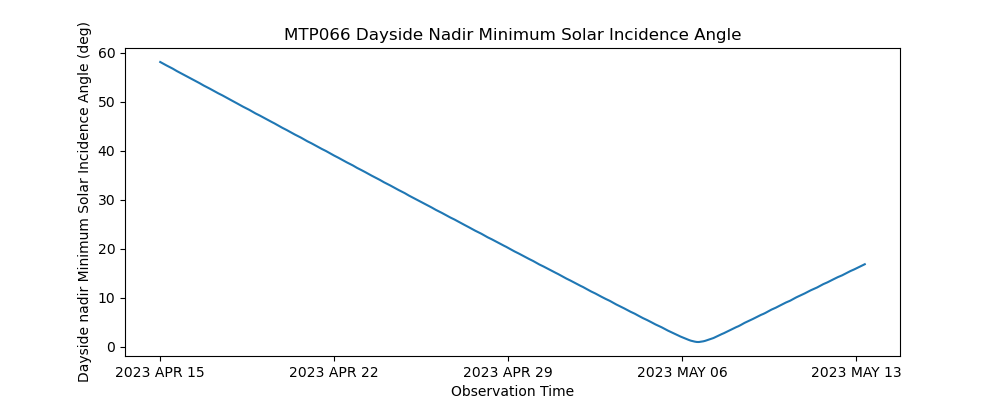 MTP066 Dayside Nadir Minimum Solar Incidence Angle
Dayside nadir Minimum Solar Incidence Angle (deg)
60
50
40
30
20
10
0
2023 APR 15
2023 APR 22
2023 APR 29
2023 MAY 06
2023 MAY 13
Observation Time